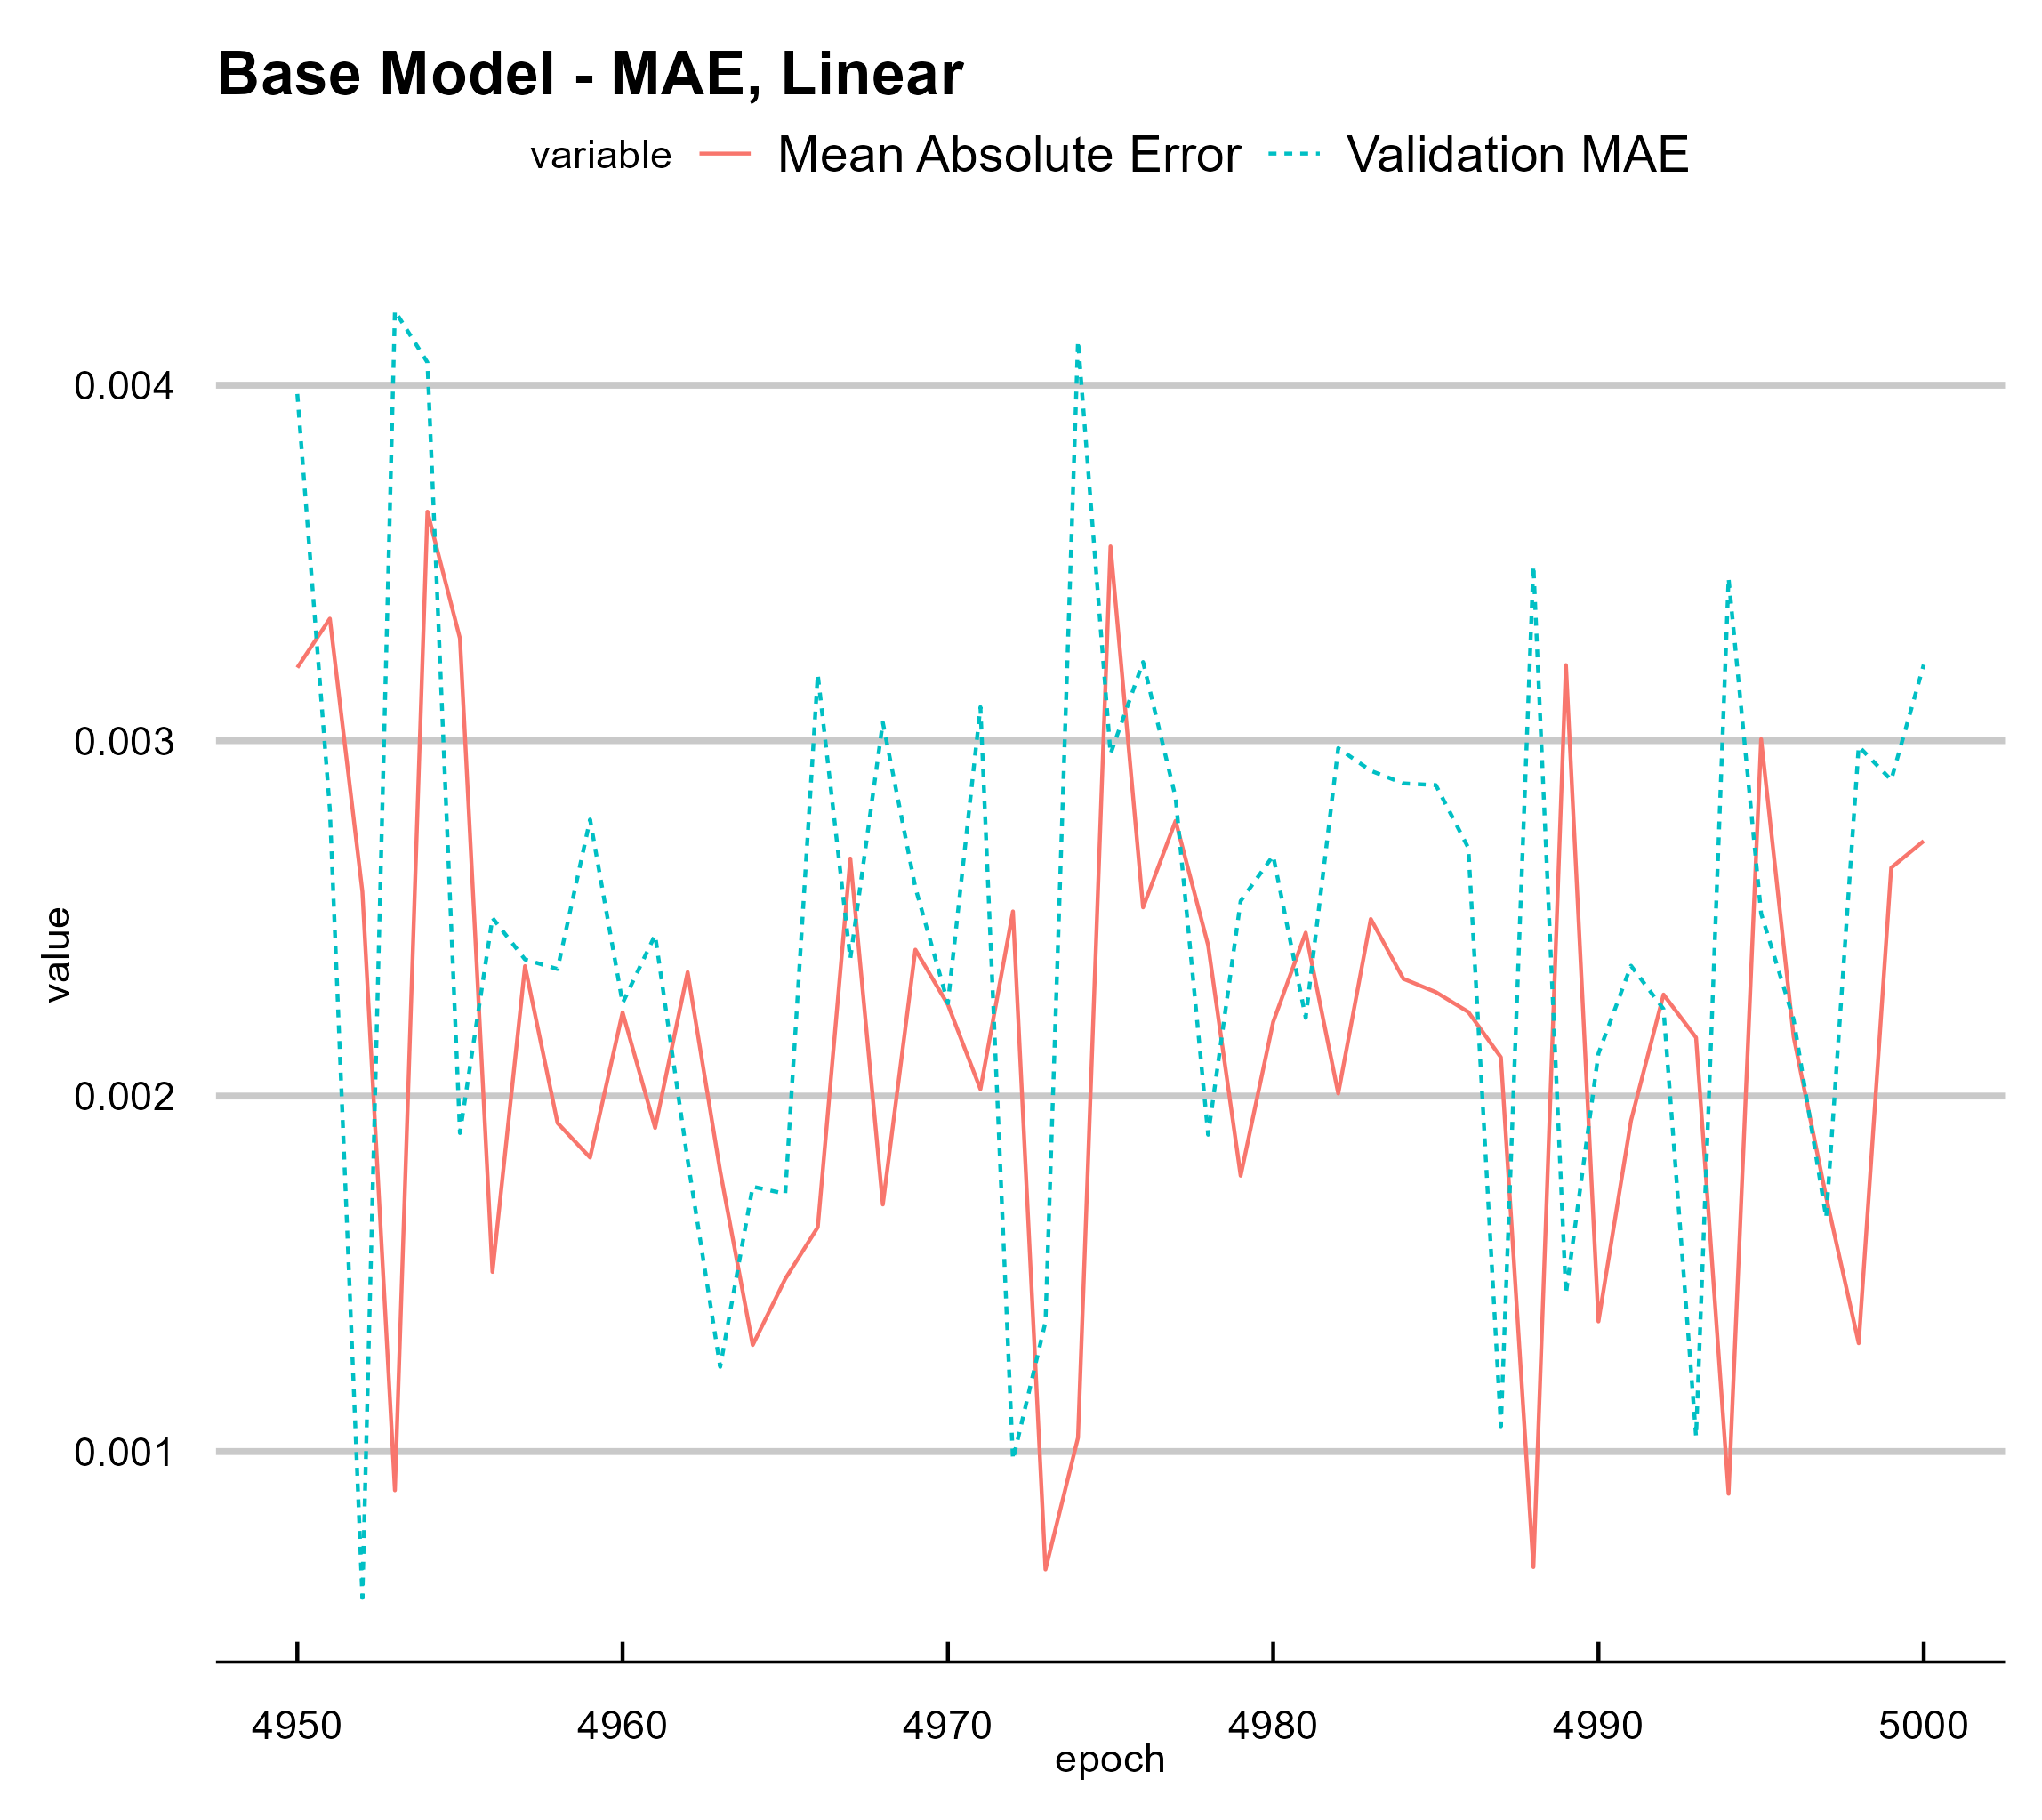 Base Model - MAE, Linear
variable Mean Absolute Error Validation MAE
0.004
0.003
0.002
0.001
value
4950 4960 4970 4980 4990 5000
epoch